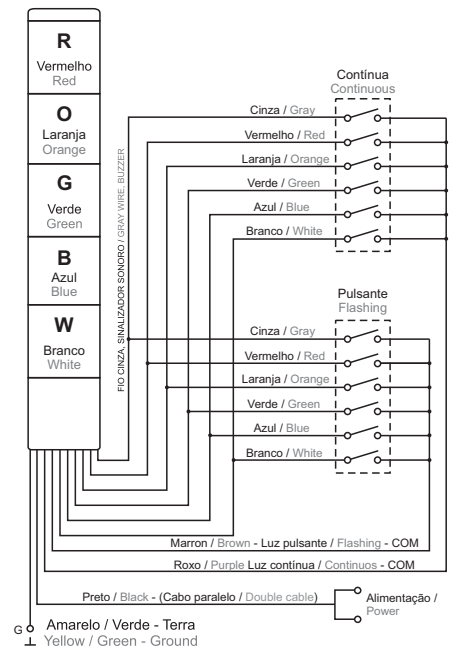 R
Vermelho
Red
O
Laranja
Orange
G
Verde
Green
B
Azul
Blue
W
Branco
White
FIO CINZA, SINALIZADOR SONORO / GRAY WIRE, BUZZER
Contínua
Continuous
Cinza / Gray
Vermelho / Red
Laranja / Orange
Verde / Green
Azul / Blue
Branco / White
Pulsante
Flashing
Cinza / Gray
Vermelho / Red
Laranja / Orange
Verde / Green
Azul / Blue
Branco / White
Marron / Brown - Luz pulsante / Flashing - COM
Roxo / Purple Luz contínua / Continuos - COM
Preto / Black - (Cabo paralelo / Double cable)
Alimentação /
Power
G
Amarelo / Verde - Terra
Yellow / Green - Ground